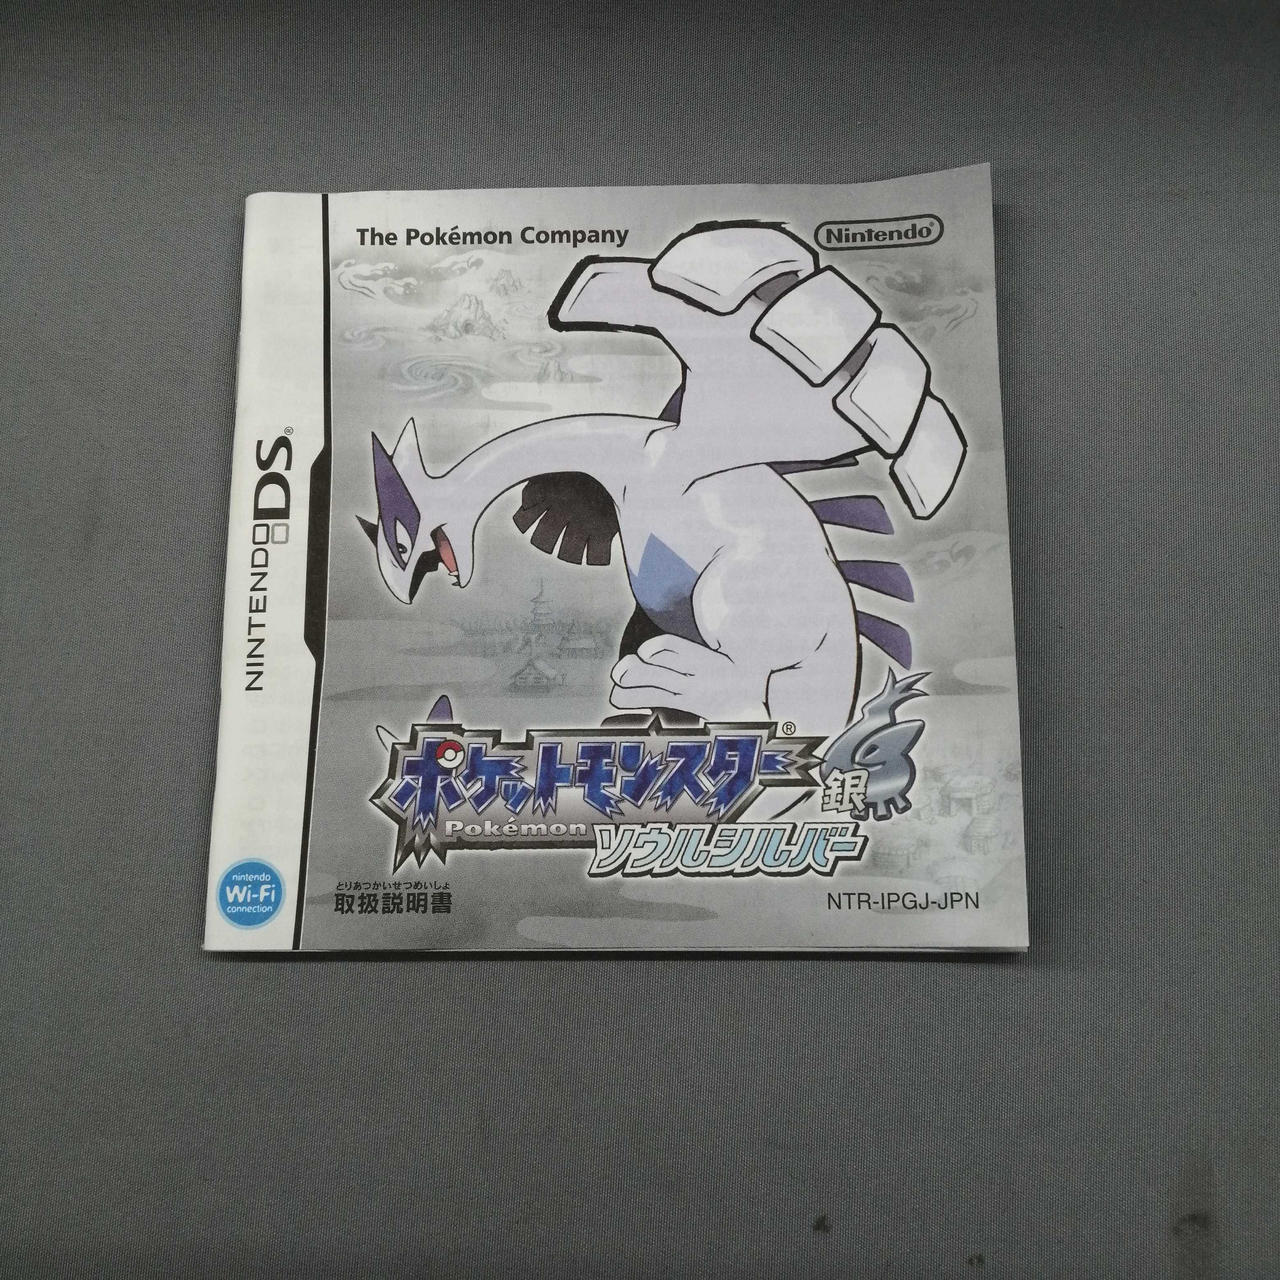 The Pokémon Company
Nintendo®
NINTENDO DS®
ポケットモンスター®
Pokémon
銀
ソウルシルバー
nintendo
Wi-Fi
connection
とりあつかいせつめいしょ
取扱説明書
NTR-IPGJ-JPN